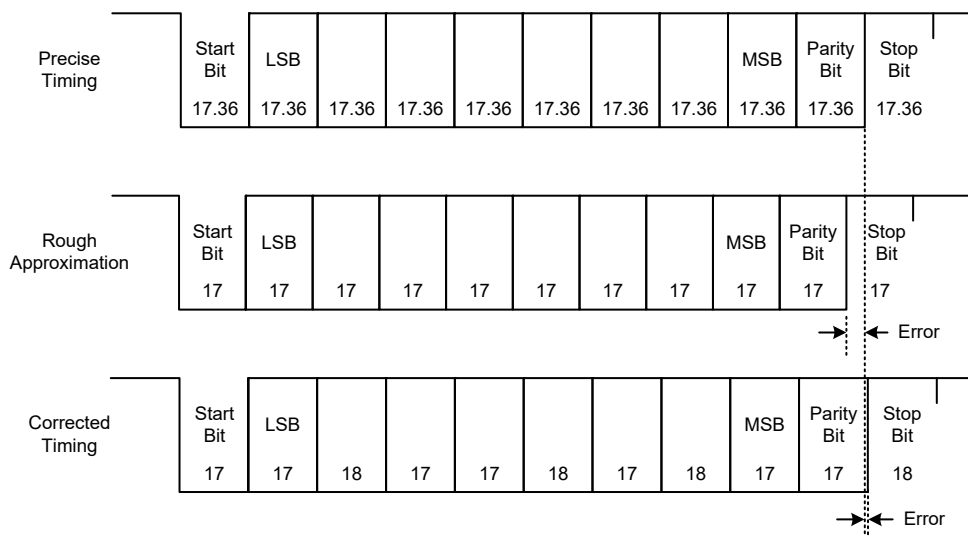 Precise
Timing
Start
Bit
LSB
MSB
Parity
Bit
Stop
Bit
17.36 17.36 17.36 17.36 17.36 17.36 17.36 17.36 17.36 17.36 17.36
Rough
Approximation
Start
Bit
LSB
MSB
Parity
Bit
Stop
Bit
17 17 17 17 17 17 17 17 17 17 17
Error
Corrected
Timing
Start
Bit
LSB
MSB
Parity
Bit
Stop
Bit
17 17 18 17 17 18 17 18 17 17 18
Error